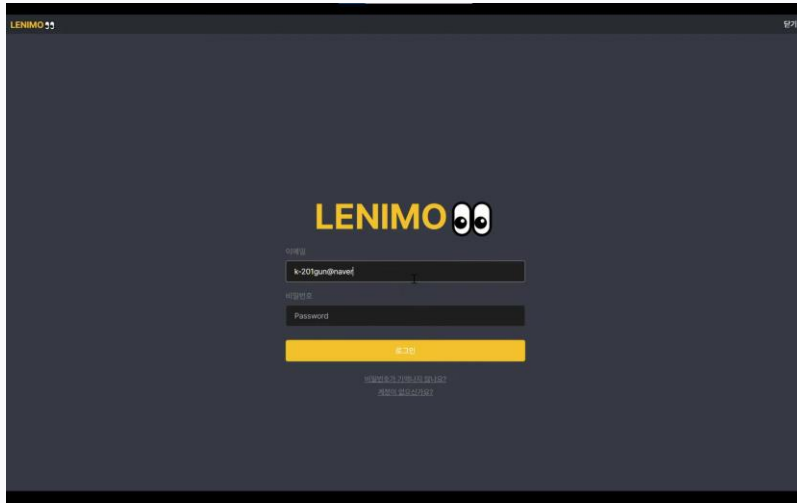 LENIMO
닫기
LENIMO
이메일
k-201gun@naver
비밀번호
Password
로그인
비밀번호가 기억나지 않나요?
계정이 없으신가요?